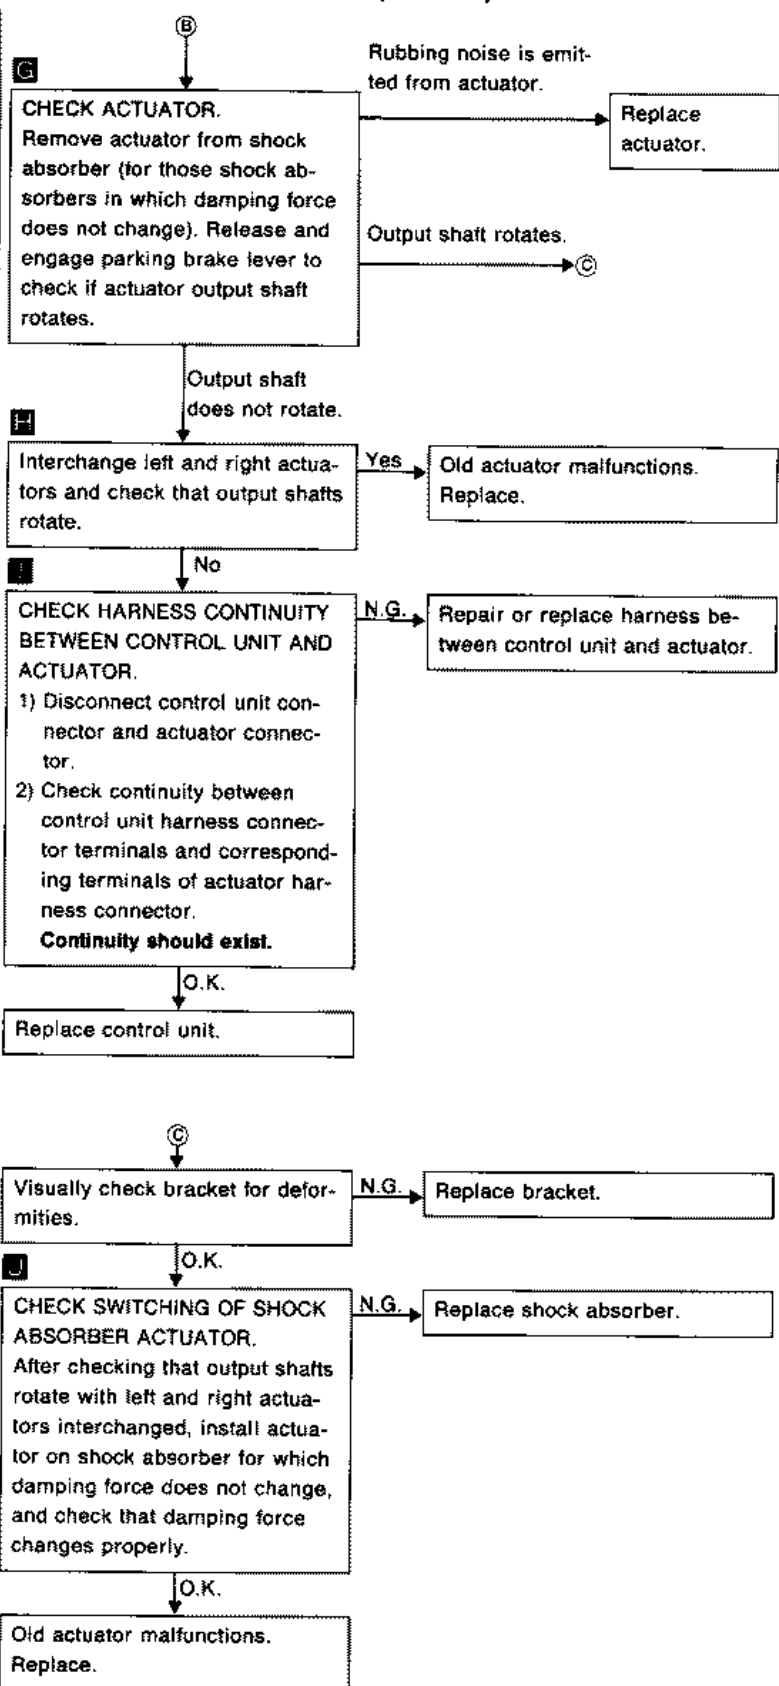 B
G
Rubbing noise is emit-
ted from actuator.
CHECK ACTUATOR.
Remove actuator from shock
absorber (for those shock ab-
sorbers in which damping force
does not change). Release and
engage parking brake lever to
check if actuator output shaft
rotates.
Replace
actuator.
Output shaft rotates.
C
Output shaft
does not rotate.
H
Interchange left and right actua-
tors and check that output shafts
rotate.
Yes
Old actuator malfunctions.
Replace.
No
I
CHECK HARNESS CONTINUITY
BETWEEN CONTROL UNIT AND
ACTUATOR.
1) Disconnect control unit con-
nector and actuator connec-
tor.
2) Check continuity between
control unit harness connec-
tor terminals and correspond-
ing terminals of actuator har-
ness connector.
Continuity should exist.
N.G.
Repair or replace harness be-
tween control unit and actuator.
O.K.
Replace control unit.
C
Visually check bracket for defor-
mities.
N.G.
Replace bracket.
O.K.
J
CHECK SWITCHING OF SHOCK
ABSORBER ACTUATOR.
After checking that output shafts
rotate with left and right actua-
tors interchanged, install actua-
tor on shock absorber for which
damping force does not change,
and check that damping force
changes properly.
N.G.
Replace shock absorber.
O.K.
Old actuator malfunctions.
Replace.